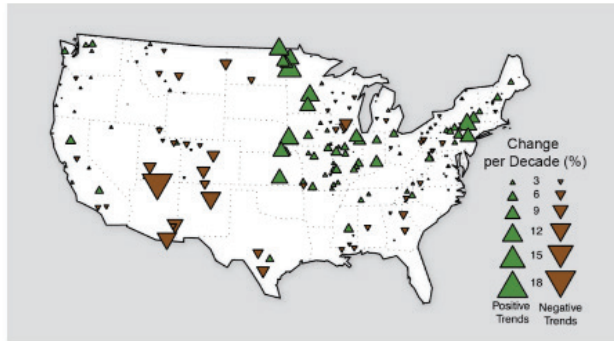 Change
per Decade (%)
3
6
9
12
15
18
Positive Negative
Trends Trends